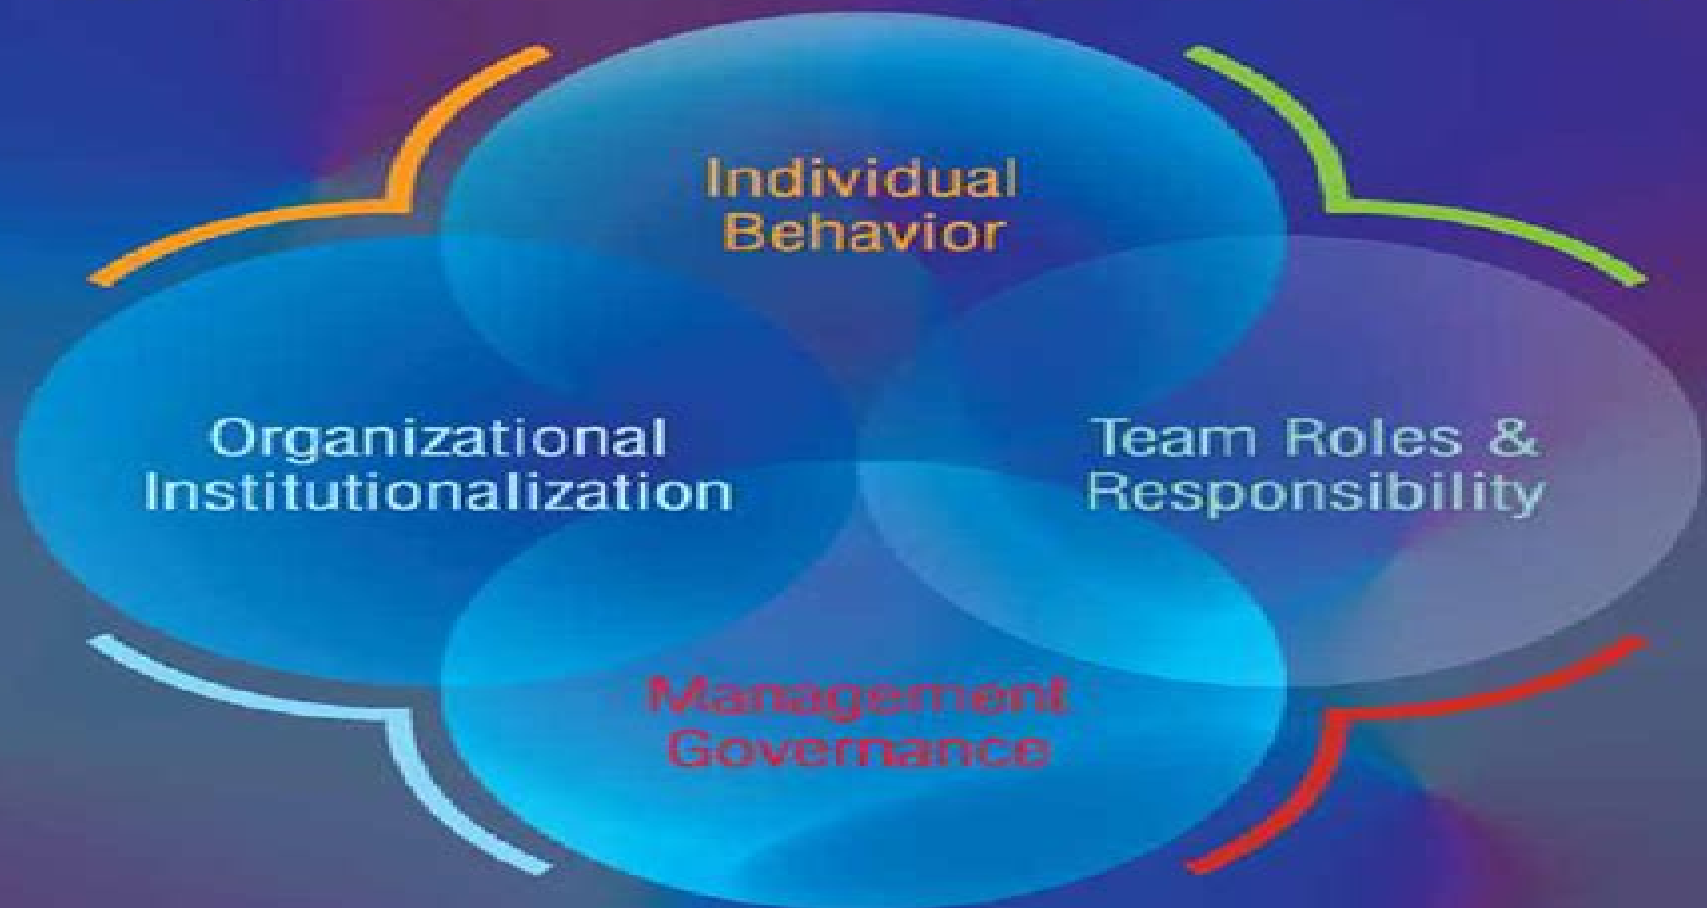 Individual
Behavior
Organizational
Institutionalization
Team Roles &
Responsibility
Management
Governance